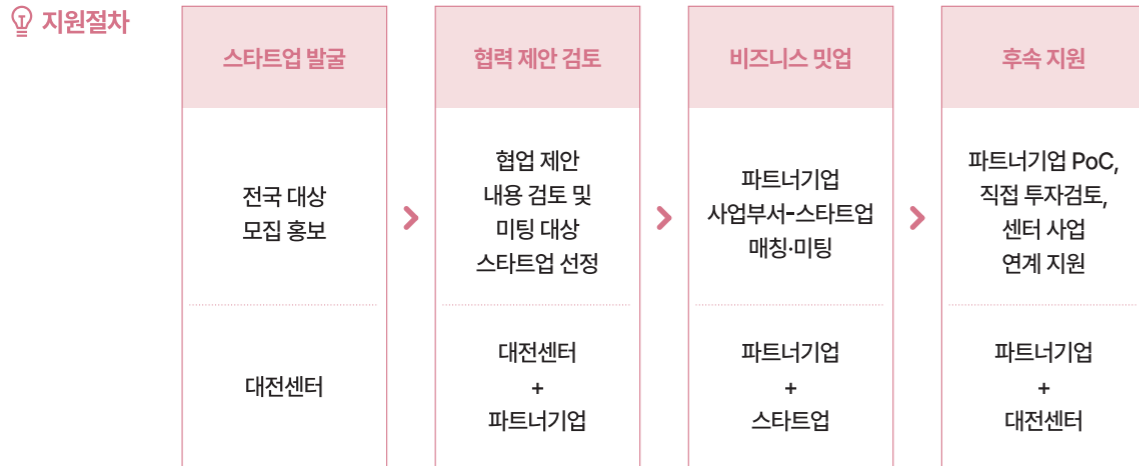 지원절차
스타트업 발굴
전국 대상
모집 홍보
대전센터
협력 제안 검토
협업 제안
내용 검토 및
미팅 대상
스타트업 선정
대전센터
+
파트너기업
비즈니스 밋업
파트너기업
사업부서-스타트업
매칭·미팅
파트너기업
+
스타트업
후속 지원
파트너기업 PoC,
직접 투자검토,
센터 사업
연계 지원
파트너기업
+
대전센터